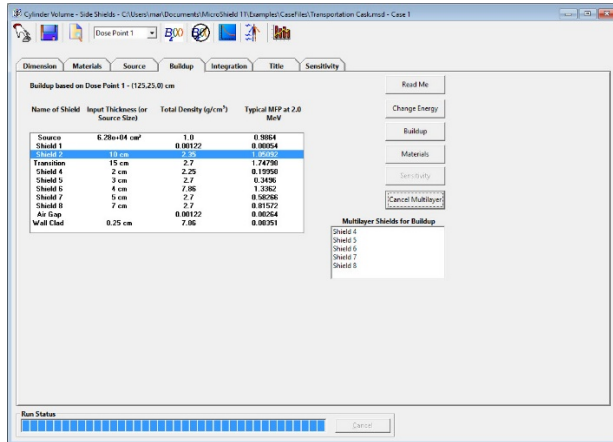 Cylinder Volume - Side Shields - C:\Users\mar\Documents\MicroShield 11\Examples\CaseFiles\Transportation Cask.msd - Case 1
Dose Point 1
Dimension Materials Source Buildup Integration Title Sensitivity
Buildup based on Dose Point 1 - (125,25,0) cm
Name of Shield Input Thickness (or Source Size) Total Density (g/cm³) Typical MFP at 2.0 MeV
Source 6.28e+04 cm³ 1.0 0.9864
Shield 1 0.00122 0.00054
Shield 2 10 cm 2.35 1.05092
Transition 15 cm 2.7 1.74798
Shield 4 2 cm 2.25 0.19950
Shield 5 3 cm 2.7 0.3496
Shield 6 4 cm 7.86 1.3362
Shield 7 5 cm 2.7 0.58266
Shield 8 7 cm 2.7 0.81572
Air Gap 0.00122 0.00264
Wall Clad 0.25 cm 7.86 0.08351
Read Me
Change Energy
Buildup
Materials
Sensitivity
Cancel Multilayer
Multilayer Shields for Buildup
Shield 4
Shield 5
Shield 6
Shield 7
Shield 8
Run Status
Cancel